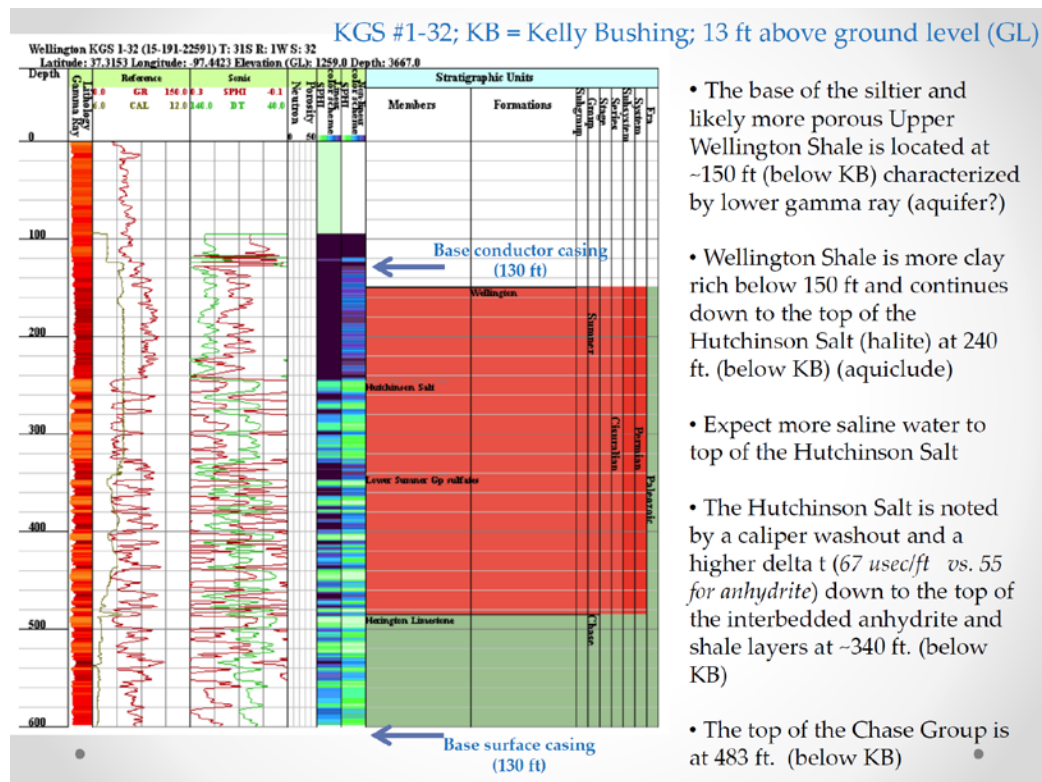 KGS #1-32; KB = Kelly Bushing; 13 ft above ground level (GL)
Wellington KGS 1-32 (15-191-22591) T: 31S R: 1W S: 32
Latitude: 37.3153 Longitude: -97.4423 Elevation (GL): 1259.0 Depth: 3667.0
Depth
Lithology
Gamma Ray
Reference
GR 150.0
CAL 12.0
Sonic
0.3 SPHI -0.1
140.0 DT 40.0
Neutron
Porosity
0 50
SPHI
SPHI
Stratigraphic Units
Members
Formations
Subgroup
Group
Stage
Series
Subsystem
System
Era
0
100
200
300
400
500
600
Base conductor casing
(130 ft)
Wellington
Sumner
Hutchinson Salt
Cisuralian
Permian
Lower Sumner Gp sulfates
Paleozoic
Herington Limestone
Chase
Base surface casing
(130 ft)
• The base of the siltier and
likely more porous Upper
Wellington Shale is located at
~150 ft (below KB) characterized
by lower gamma ray (aquifer?)
• Wellington Shale is more clay
rich below 150 ft and continues
down to the top of the
Hutchinson Salt (halite) at 240
ft. (below KB) (aquiclude)
• Expect more saline water to
top of the Hutchinson Salt
• The Hutchinson Salt is noted
by a caliper washout and a
higher delta t (67 usec/ft vs. 55
for anhydrite) down to the top of
the interbedded anhydrite and
shale layers at ~340 ft. (below
KB)
• The top of the Chase Group is
at 483 ft. (below KB)